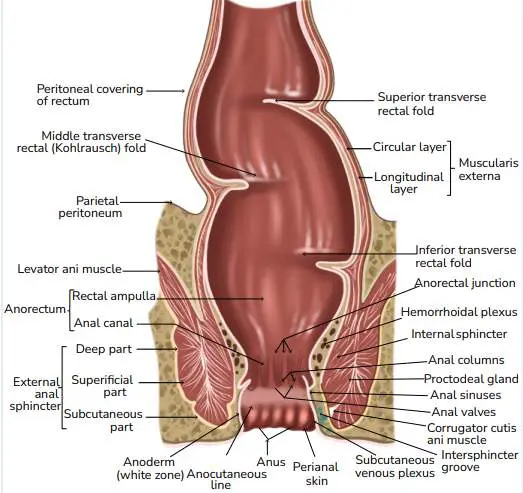 Peritoneal covering
of rectum
Superior transverse
rectal fold
Middle transverse
rectal (Kohlrausch) fold
Circular layer
Longitudinal
layer
Muscularis
externa
Parietal
peritoneum
Inferior transverse
rectal fold
Levator ani muscle
Anorectal junction
Anorectum
Rectal ampulla
Anal canal
Hemorrhoidal plexus
Internal sphincter
Deep part
Anal columns
External
anal
sphincter
Superificial
part
Proctodeal gland
Anal sinuses
Subcutaneous
part
Anal valves
Corrugator cutis
ani muscle
Intersphincter
groove
Anoderm
(white zone)
Anocutaneous
line
Anus
Perianal
skin
Subcutaneous
venous plexus